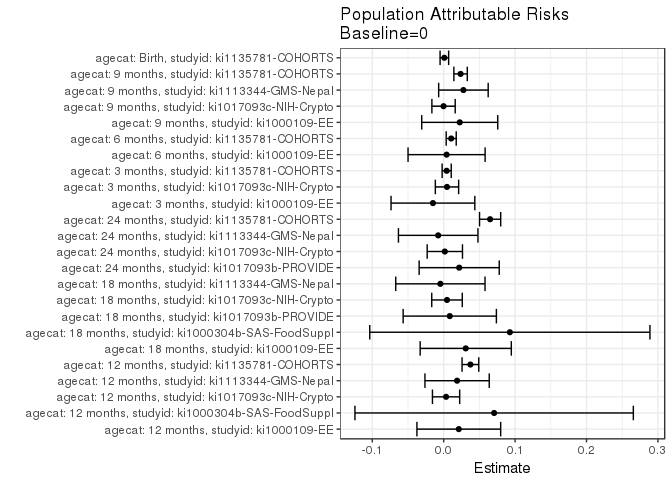 Population Attributable Risks
Baseline=0
agecat: Birth, studyid: ki1135781-COHORTS
agecat: 9 months, studyid: ki1135781-COHORTS
agecat: 9 months, studyid: ki1113344-GMS-Nepal
agecat: 9 months, studyid: ki1017093c-NIH-Crypto
agecat: 9 months, studyid: ki1000109-EE
agecat: 6 months, studyid: ki1135781-COHORTS
agecat: 6 months, studyid: ki1000109-EE
agecat: 3 months, studyid: ki1135781-COHORTS
agecat: 3 months, studyid: ki1017093c-NIH-Crypto
agecat: 3 months, studyid: ki1000109-EE
agecat: 24 months, studyid: ki1135781-COHORTS
agecat: 24 months, studyid: ki1113344-GMS-Nepal
agecat: 24 months, studyid: ki1017093c-NIH-Crypto
agecat: 24 months, studyid: ki1017093b-PROVIDE
agecat: 18 months, studyid: ki1113344-GMS-Nepal
agecat: 18 months, studyid: ki1017093c-NIH-Crypto
agecat: 18 months, studyid: ki1017093b-PROVIDE
agecat: 18 months, studyid: ki1000304b-SAS-FoodSuppl
agecat: 18 months, studyid: ki1000109-EE
agecat: 12 months, studyid: ki1135781-COHORTS
agecat: 12 months, studyid: ki1113344-GMS-Nepal
agecat: 12 months, studyid: ki1017093c-NIH-Crypto
agecat: 12 months, studyid: ki1000304b-SAS-FoodSuppl
agecat: 12 months, studyid: ki1000109-EE
-0.1 0.0 0.1 0.2 0.3
Estimate